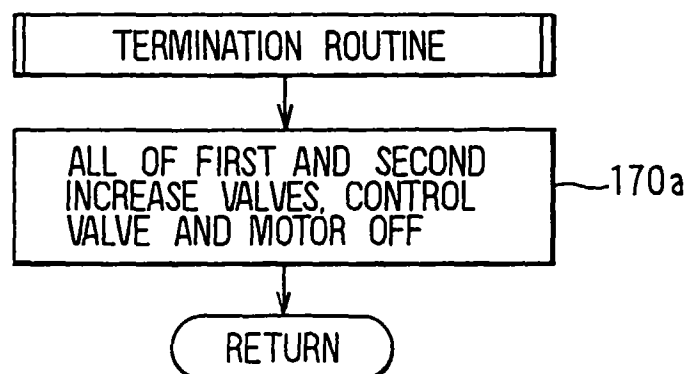 TERMINATION ROUTINE
ALL OF FIRST AND SECOND
INCREASE VALVES, CONTROL
VALVE AND MOTOR OFF
170a
RETURN